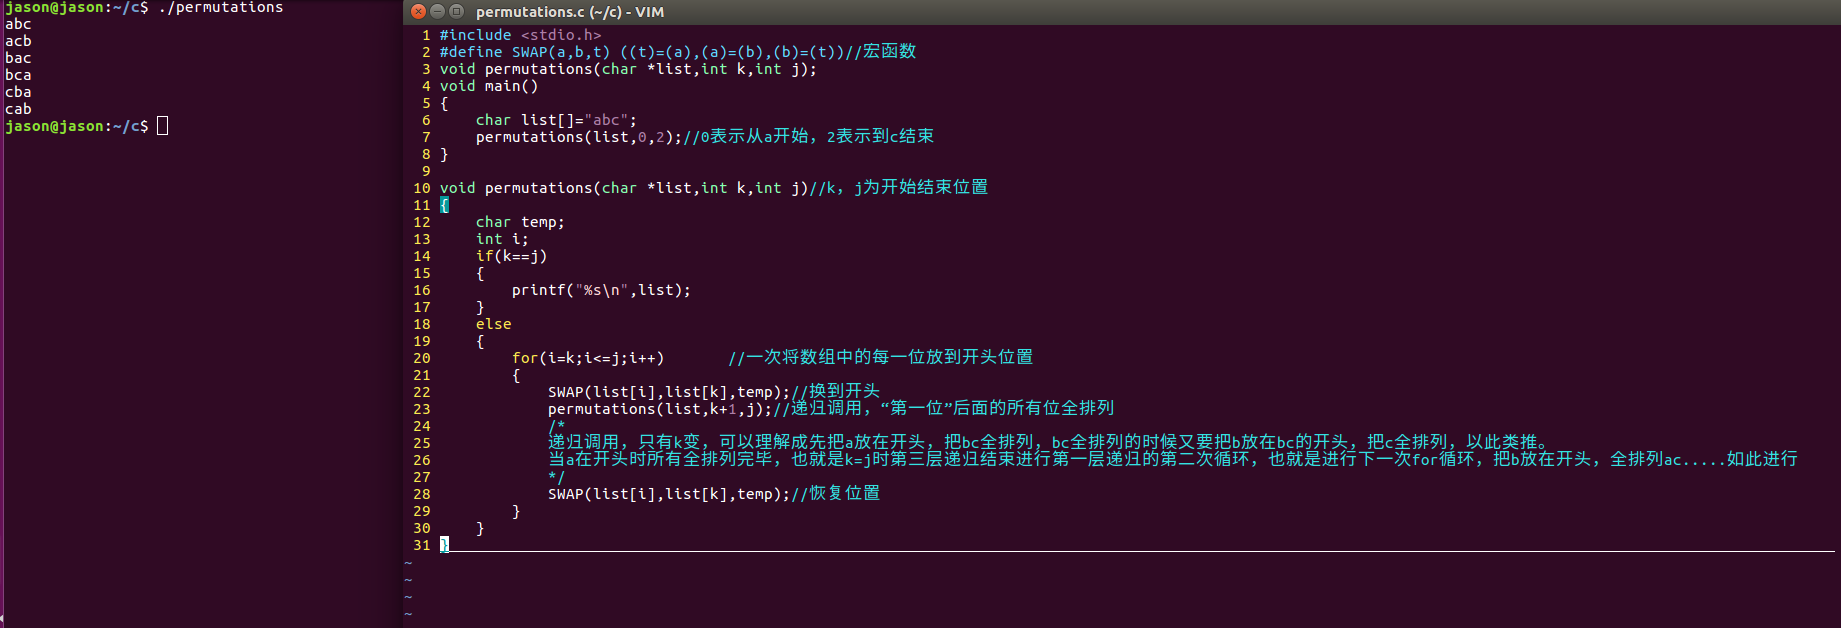 jason@jason:~/c$ ./permutations
abc
acb
bac
bca
cba
cab
jason@jason:~/c$
permutations.c (~/c) - VIM
1 #include <stdio.h>
2 #define SWAP(a,b,t) ((t)=(a),(a)=(b),(b)=(t))//宏函数
3 void permutations(char *list,int k,int j);
4 void main()
5 {
6     char list[]="abc";
7     permutations(list,0,2);//0表示从a开始，2表示到c结束
8 }
9
10 void permutations(char *list,int k,int j)//k，j为开始结束位置
11 {
12     char temp;
13     int i;
14     if(k==j)
15     {
16         printf("%s\n",list);
17     }
18     else
19     {
20         for(i=k;i<=j;i++)       //一次将数组中的每一位放到开头位置
21         {
22             SWAP(list[i],list[k],temp);//换到开头
23             permutations(list,k+1,j);//递归调用，“第一位”后面的所有位全排列
24             /*
25             递归调用，只有k变，可以理解成先把a放在开头，把bc全排列，bc全排列的时候又要把b放在bc的开头，把c全排列，以此类推。
26             当a在开头时所有全排列完毕，也就是k=j时第三层递归结束进行第一层递归的第二次循环，也就是进行下一次for循环，把b放在开头，全排列ac.....如此进行
27             */
28             SWAP(list[i],list[k],temp);//恢复位置
29         }
30     }
31 }
~
~
~
~